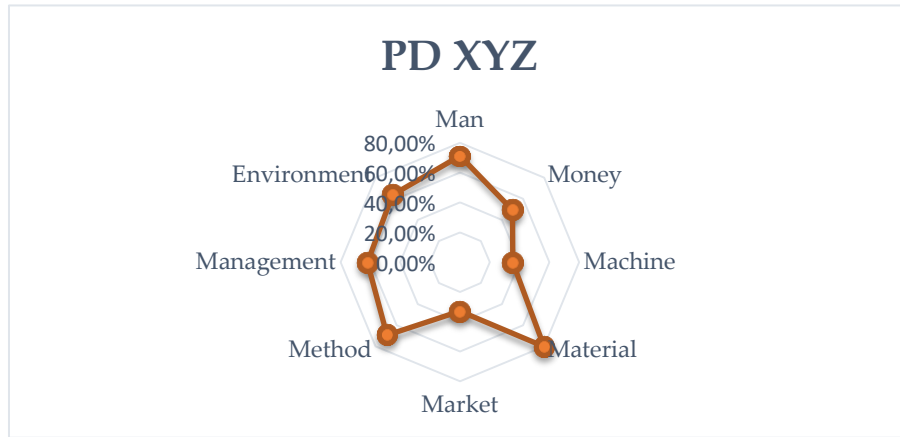 PD XYZ
Man
80,00%
Environment
60,00%
Money
40,00%
20,00%
Management
0,00%
Machine
Method
Material
Market